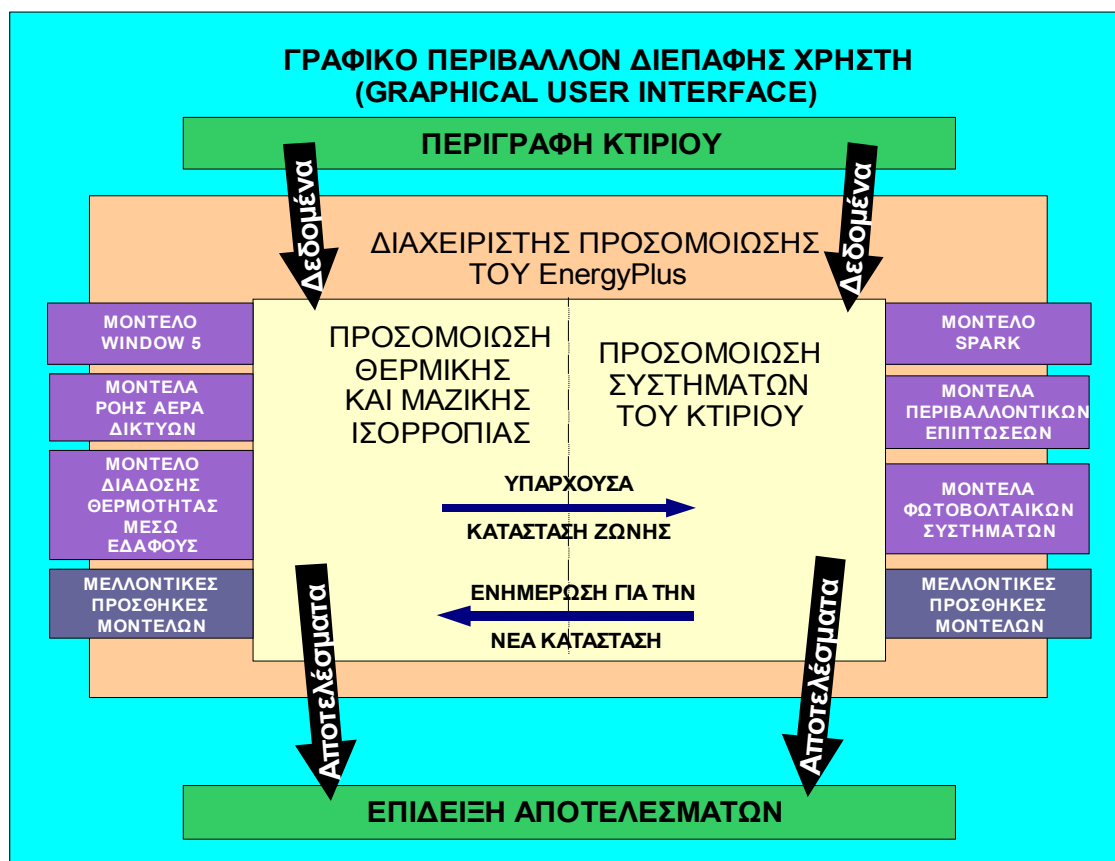 ΓΡΑΦΙΚΟ ΠΕΡΙΒΑΛΛΟΝ ΔΙΕΠΑΦΗΣ ΧΡΗΣΤΗ
(GRAPHICAL USER INTERFACE)
ΠΕΡΙΓΡΑΦΗ ΚΤΙΡΙΟΥ
Δεδομένα
Δεδομένα
ΔΙΑΧΕΙΡΙΣΤΗΣ ΠΡΟΣΟΜΟΙΩΣΗΣ
ΤΟΥ EnergyPlus
ΜΟΝΤΕΛΟ
WINDOW 5
ΜΟΝΤΕΛΑ
ΡΟΗΣ ΑΕΡΑ
ΔΙΚΤΥΩΝ
ΜΟΝΤΕΛΟ
ΔΙΑΔΟΣΗΣ
ΘΕΡΜΟΤΗΤΑΣ
ΜΕΣΩ
ΕΔΑΦΟΥΣ
ΜΕΛΛΟΝΤΙΚΕΣ
ΠΡΟΣΘΗΚΕΣ
ΜΟΝΤΕΛΩΝ
ΠΡΟΣΟΜΟΙΩΣΗ
ΘΕΡΜΙΚΗΣ
ΚΑΙ ΜΑΖΙΚΗΣ
ΙΣΟΡΡΟΠΙΑΣ
ΠΡΟΣΟΜΟΙΩΣΗ
ΣΥΣΤΗΜΑΤΩΝ
ΤΟΥ ΚΤΙΡΙΟΥ
ΥΠΑΡΧΟΥΣΑ
ΚΑΤΑΣΤΑΣΗ ΖΩΝΗΣ
ΕΝΗΜΕΡΩΣΗ ΓΙΑ ΤΗΝ
ΝΕΑ ΚΑΤΑΣΤΑΣΗ
ΜΟΝΤΕΛΟ
SPARK
ΜΟΝΤΕΛΑ
ΠΕΡΙΒΑΛΛΟΝΤΙΚΩΝ
ΕΠΙΠΤΩΣΕΩΝ
ΜΟΝΤΕΛΑ
ΦΩΤΟΒΟΛΤΑΙΚΩΝ
ΣΥΣΤΗΜΑΤΩΝ
ΜΕΛΛΟΝΤΙΚΕΣ
ΠΡΟΣΘΗΚΕΣ
ΜΟΝΤΕΛΩΝ
Αποτελέσματα
Αποτελέσματα
ΕΠΙΔΕΙΞΗ ΑΠΟΤΕΛΕΣΜΑΤΩΝ